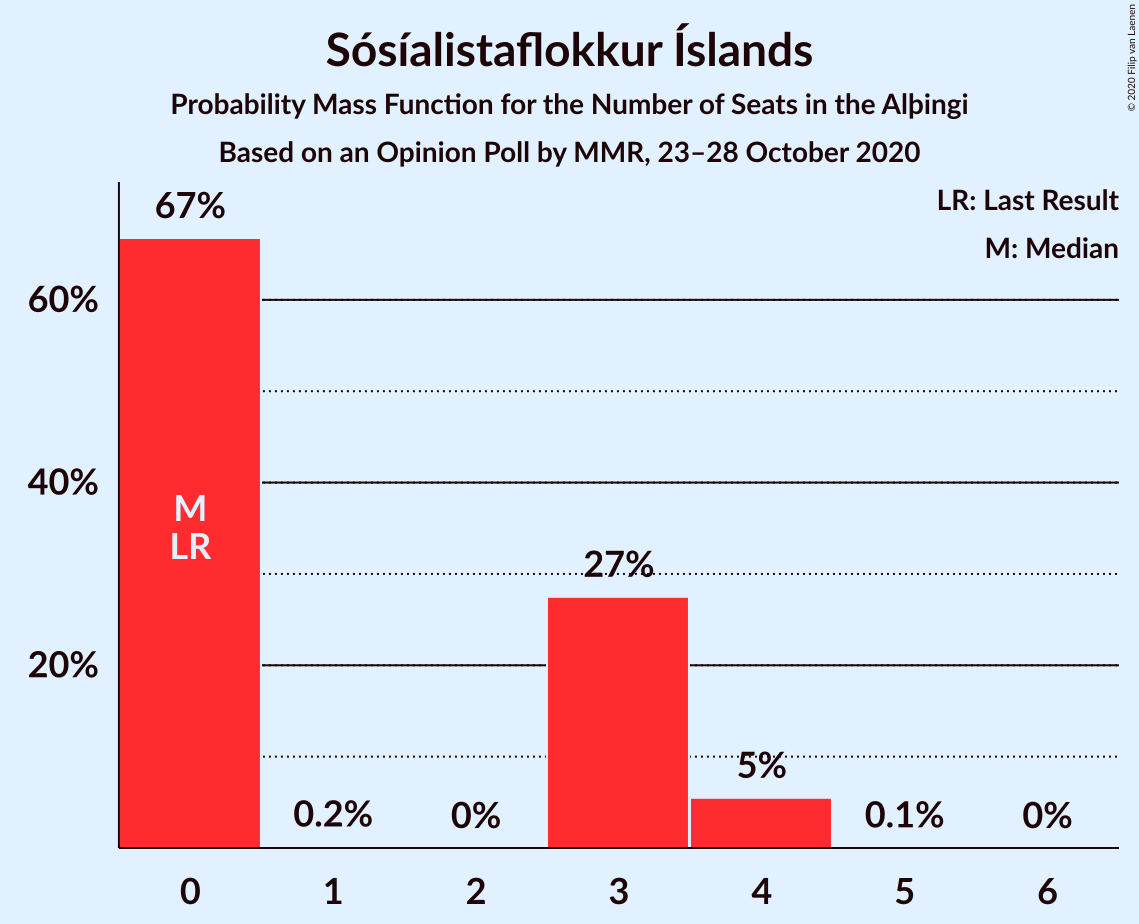 Sósíalistaflokkur Íslands
Probability Mass Function for the Number of Seats in the Alþingi
Based on an Opinion Poll by MMR, 23–28 October 2020
© 2020 Filip van Laenen
LR: Last Result
M: Median
67%
60%
40%
M
LR
27%
20%
5%
0.2%
0%
0.1%
0%
0 1 2 3 4 5 6